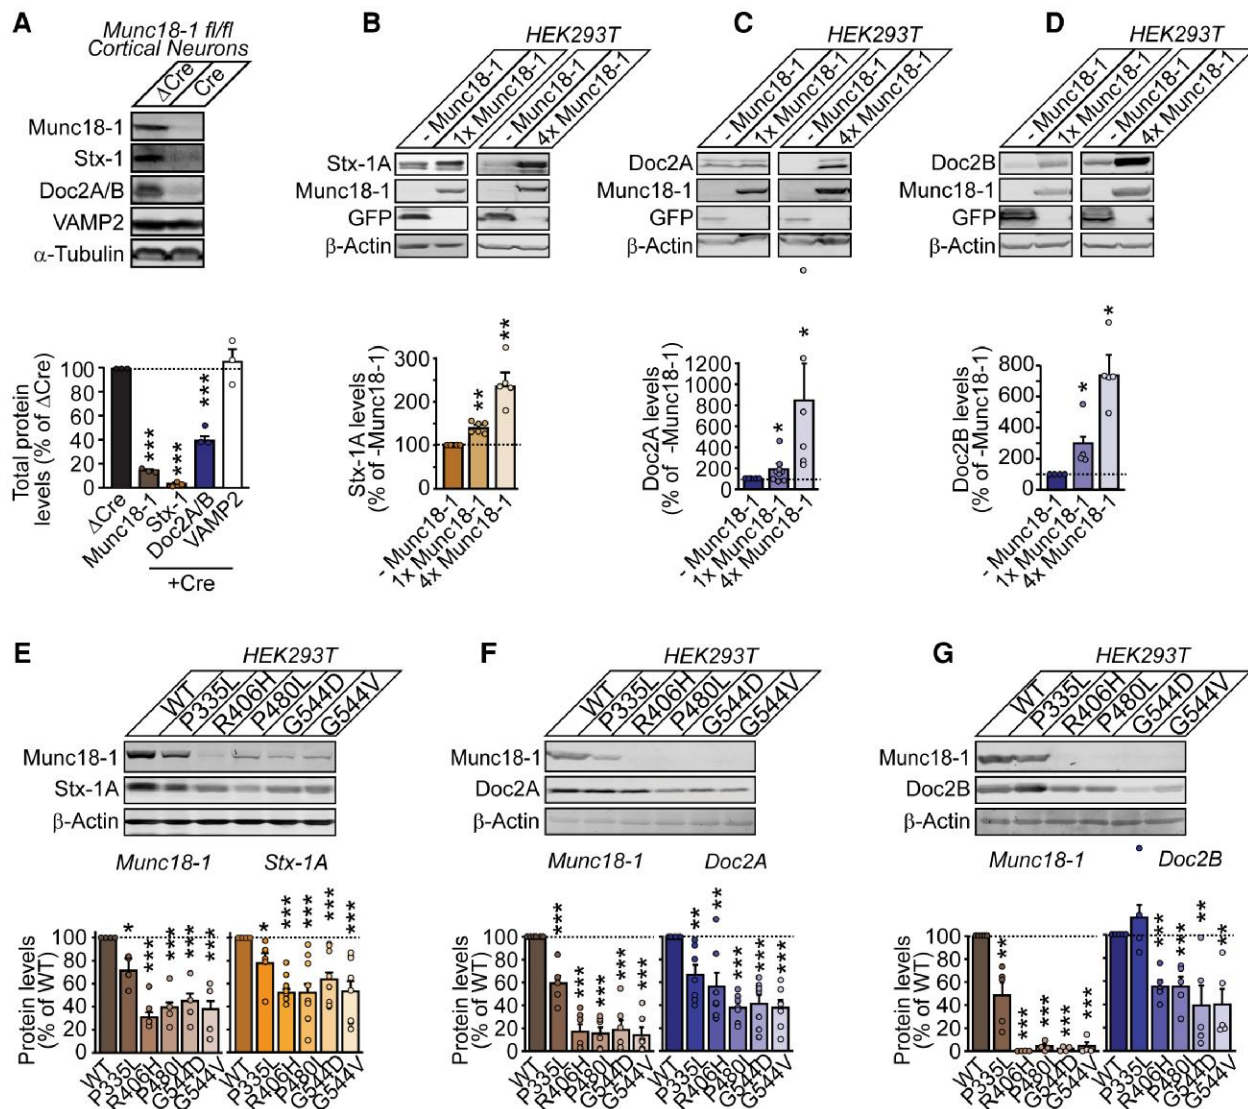 A
Munc18-1 fl/fl
Cortical Neurons
ΔCre
Cre
Munc18-1
Stx-1
Doc2A/B
VAMP2
α-Tubulin
Total protein
levels (% of ΔCre)
100
80
60
40
20
***
***
***
ΔCre
Munc18-1
Stx-1
Doc2A/B
VAMP2
+Cre
B
HEK293T
- Munc18-1
1x Munc18-1
- Munc18-1
4x Munc18-1
Stx-1A
Munc18-1
GFP
β-Actin
Stx-1A levels
(% of -Munc18-1)
300
200
100
0
**
**
- Munc18-1
1x Munc18-1
4x Munc18-1
C
HEK293T
- Munc18-1
1x Munc18-1
- Munc18-1
4x Munc18-1
Doc2A
Munc18-1
GFP
β-Actin
Doc2A levels
(% of -Munc18-1)
1200
1000
800
600
400
200
0
*
*
- Munc18-1
1x Munc18-1
4x Munc18-1
D
HEK293T
- Munc18-1
1x Munc18-1
- Munc18-1
4x Munc18-1
Doc2B
Munc18-1
GFP
β-Actin
Doc2B levels
(% of -Munc18-1)
800
600
400
200
0
*
*
- Munc18-1
1x Munc18-1
4x Munc18-1
E
HEK293T
WT
P335L
R406H
P480L
G544D
G544V
Munc18-1
Stx-1A
β-Actin
Munc18-1
Stx-1A
Protein levels
(% of WT)
100
80
60
40
20
0
*
***
***
***
***
*
***
***
***
***
WT
P335L
R406H
P480L
G544D
G544V
WT
P335L
R406H
P480L
G544D
G544V
F
HEK293T
WT
P335L
R406H
P480L
G544D
G544V
Munc18-1
Doc2A
β-Actin
Munc18-1
Doc2A
Protein levels
(% of WT)
100
80
60
40
20
0
***
***
***
***
***
**
**
***
***
***
WT
P335L
R406H
P480L
G544D
G544V
WT
P335L
R406H
P480L
G544D
G544V
G
HEK293T
WT
P335L
R406H
P480L
G544D
G544V
Munc18-1
Doc2B
β-Actin
Munc18-1
Doc2B
Protein levels
(% of WT)
100
80
60
40
20
0
**
***
***
***
***
***
***
**
**
WT
P335L
R406H
P480L
G544D
G544V
WT
P335L
R406H
P480L
G544D
G544V